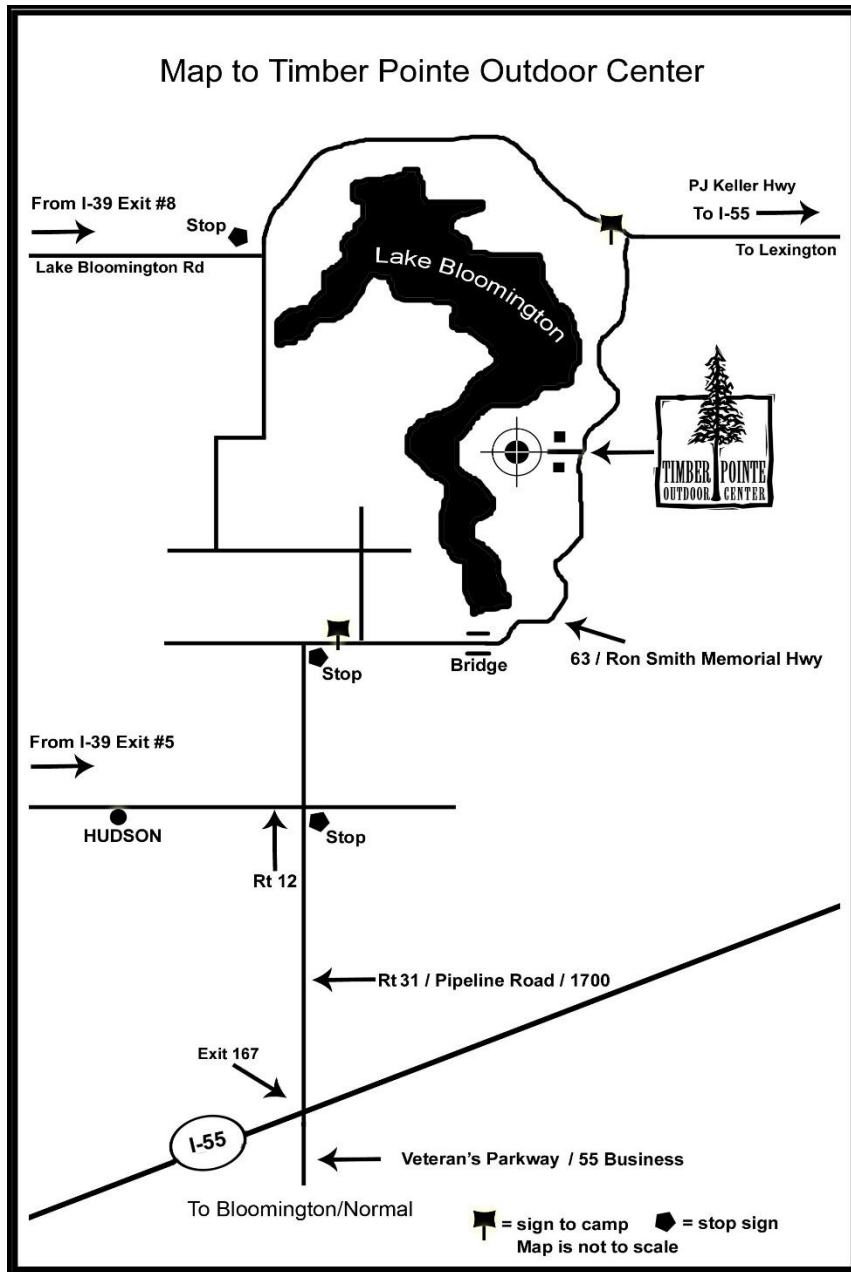 Map to Timber Pointe Outdoor Center
From I-39 Exit #8
Stop
Lake Bloomington Rd
PJ Keller Hwy
To I-55
To Lexington
Lake Bloomington
TIMBER POINTE
OUTDOOR CENTER
Stop
Bridge
63 / Ron Smith Memorial Hwy
From I-39 Exit #5
HUDSON
Stop
Rt 12
Rt 31 / Pipeline Road / 1700
Exit 167
I-55
Veteran's Parkway / 55 Business
To Bloomington/Normal
= sign to camp
= stop sign
Map is not to scale